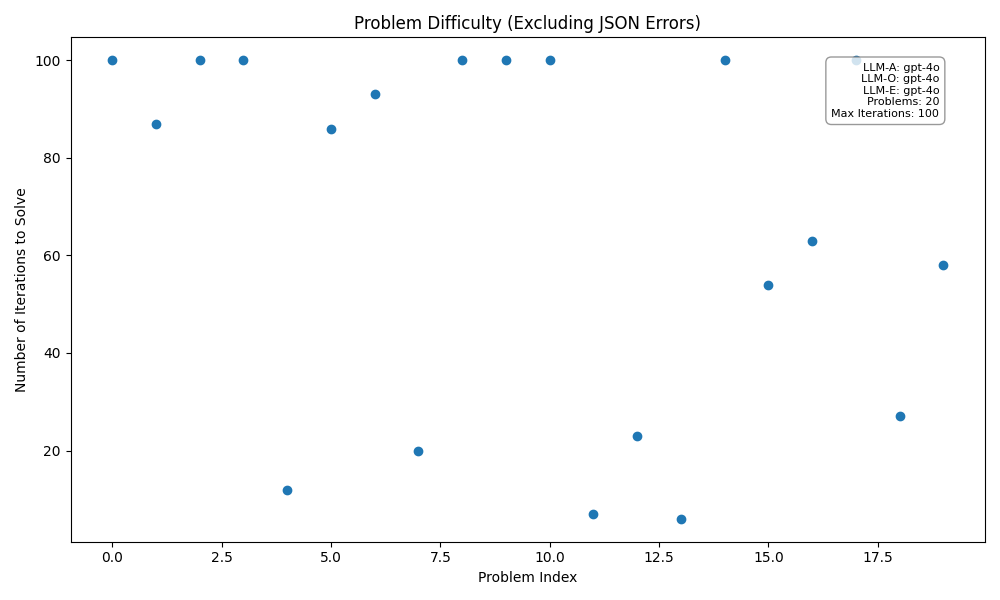 Problem Difficulty (Excluding JSON Errors)
LLM-A: gpt-4o
LLM-O: gpt-4o
LLM-E: gpt-4o
Problems: 20
Max Iterations: 100
Number of Iterations to Solve
100
80
60
40
20
0.0 2.5 5.0 7.5 10.0 12.5 15.0 17.5
Problem Index